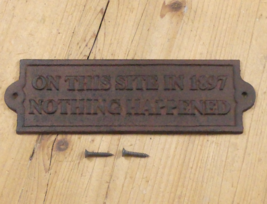 ON THIS SITE IN 1897
NOTHING HAPPENED